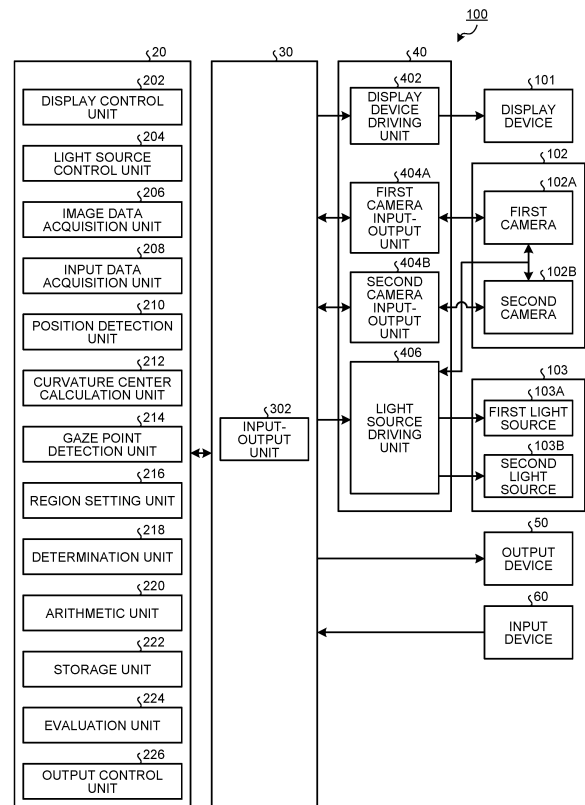 100
20
202
DISPLAY CONTROL
UNIT
204
LIGHT SOURCE
CONTROL UNIT
206
IMAGE DATA
ACQUISITION UNIT
208
INPUT DATA
ACQUISITION UNIT
210
POSITION DETECTION
UNIT
212
CURVATURE CENTER
CALCULATION UNIT
214
GAZE POINT
DETECTION UNIT
216
REGION SETTING UNIT
218
DETERMINATION UNIT
220
ARITHMETIC UNIT
222
STORAGE UNIT
224
EVALUATION UNIT
226
OUTPUT CONTROL
UNIT
30
302
INPUT-
OUTPUT
UNIT
40
402
DISPLAY
DEVICE
DRIVING
UNIT
404A
FIRST
CAMERA
INPUT-
OUTPUT
UNIT
404B
SECOND
CAMERA
INPUT-
OUTPUT
UNIT
406
LIGHT
SOURCE
DRIVING
UNIT
101
DISPLAY
DEVICE
102
102A
FIRST
CAMERA
102B
SECOND
CAMERA
103
103A
FIRST LIGHT
SOURCE
103B
SECOND
LIGHT
SOURCE
50
OUTPUT
DEVICE
60
INPUT
DEVICE